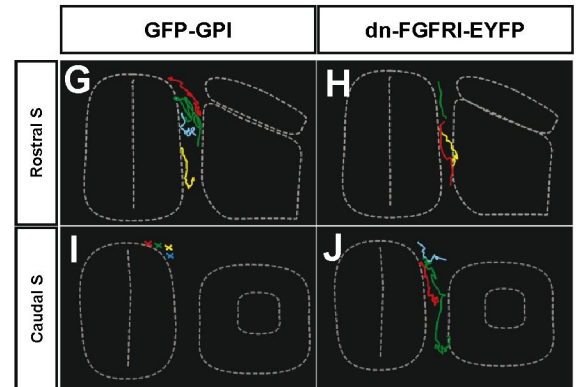 GFP-GPI
dn-FGFRI-EYFP
Rostral S
G
H
Caudal S
I
J